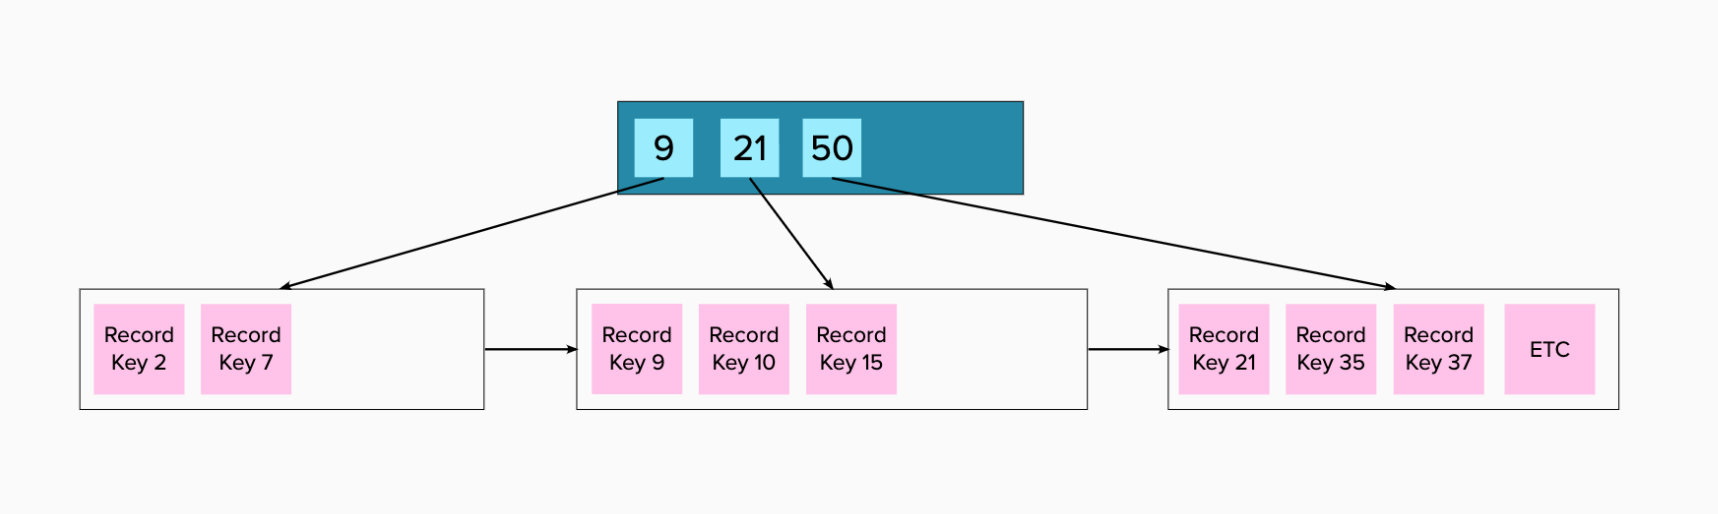 9
21
50
Record
Key 2
Record
Key 7
Record
Key 9
Record
Key 10
Record
Key 15
Record
Key 21
Record
Key 35
Record
Key 37
ETC